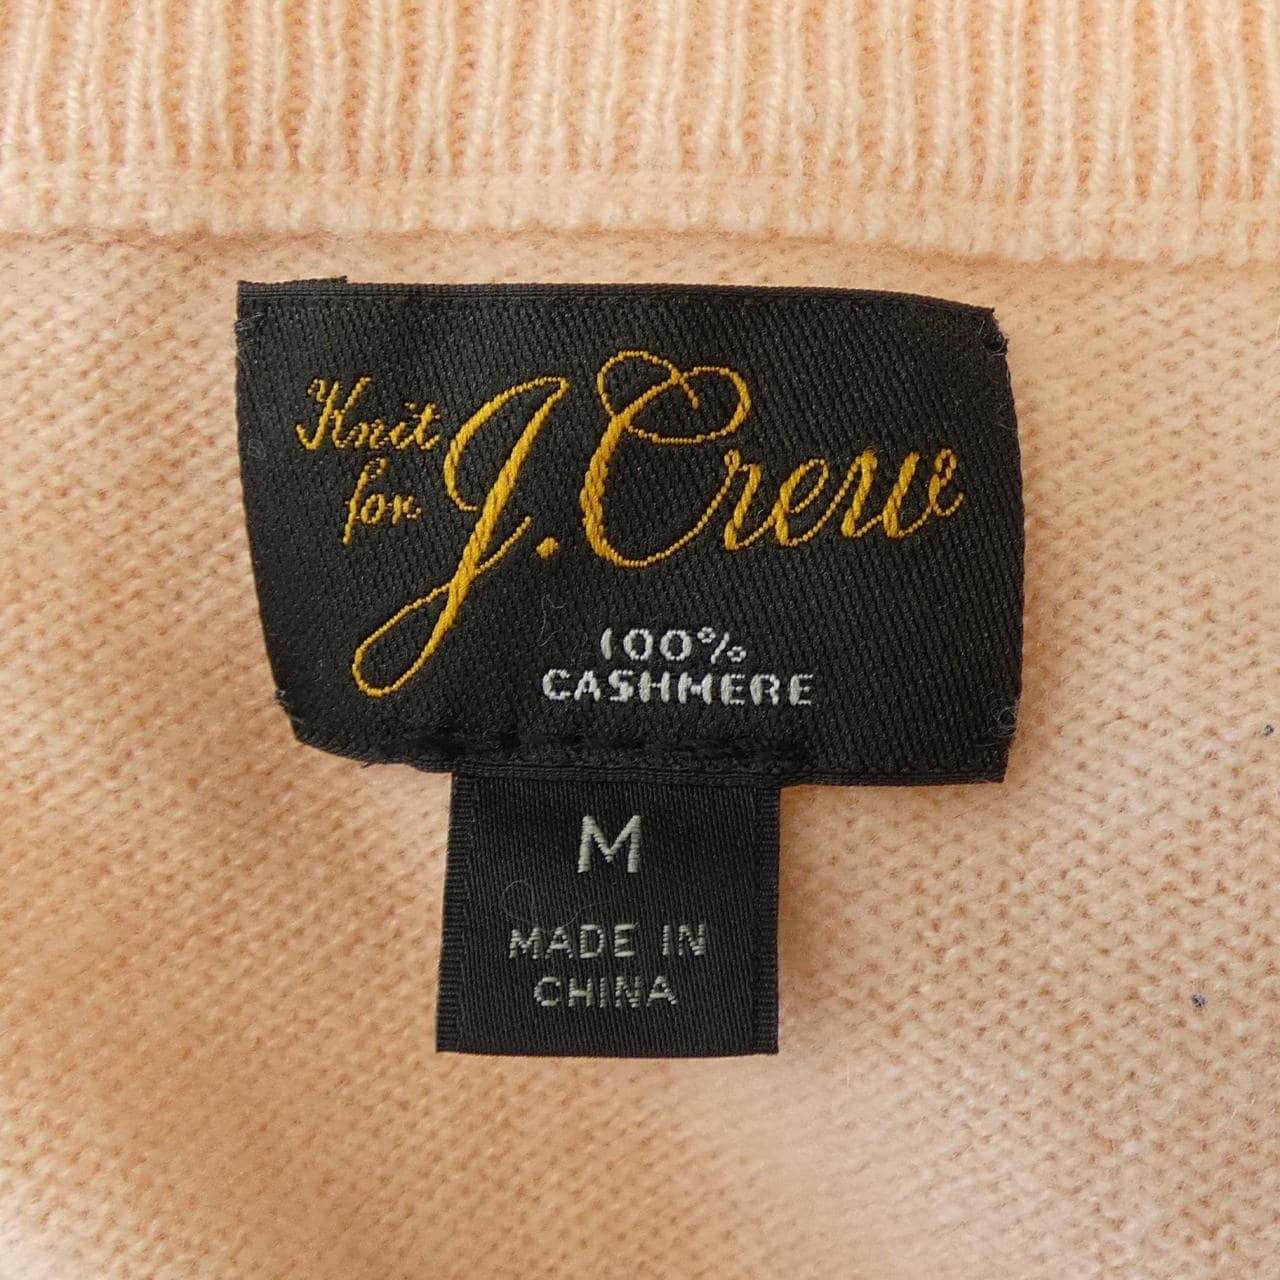 Knit
for
J.Crew
100%
CASHMERE
M
MADE IN
CHINA